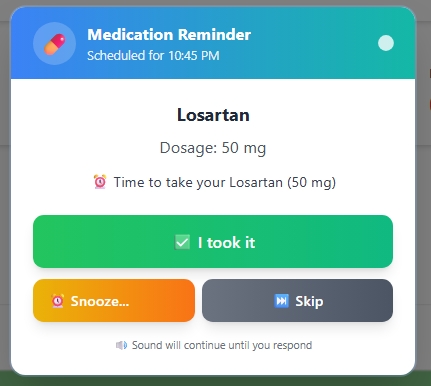 Medication Reminder
Scheduled for 10:45 PM
Losartan
Dosage: 50 mg
⏰ Time to take your Losartan (50 mg)
✅ I took it
⏰ Snooze...
⏭️ Skip
🔊 Sound will continue until you respond